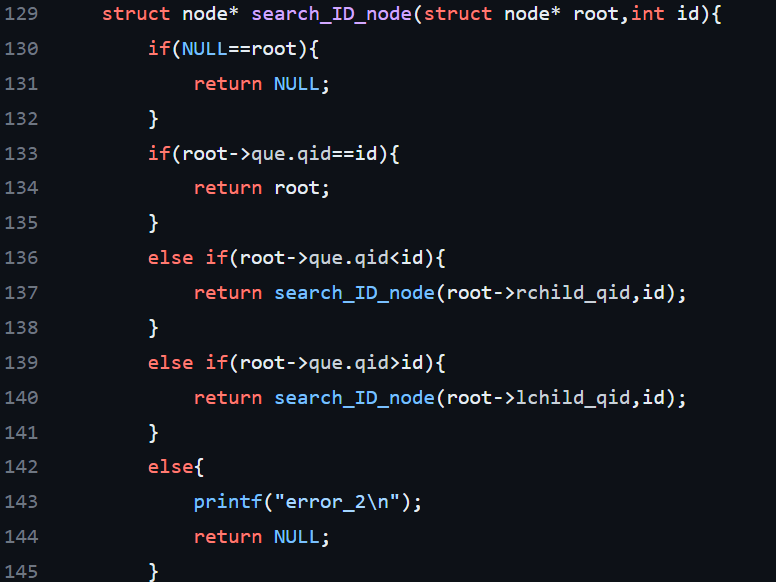 129 struct node* search_ID_node(struct node* root,int id){
130 if(NULL==root){
131 return NULL;
132 }
133 if(root->que.qid==id){
134 return root;
135 }
136 else if(root->que.qid<id){
137 return search_ID_node(root->rchild_qid,id);
138 }
139 else if(root->que.qid>id){
140 return search_ID_node(root->lchild_qid,id);
141 }
142 else{
143 printf("error_2\n");
144 return NULL;
145 }